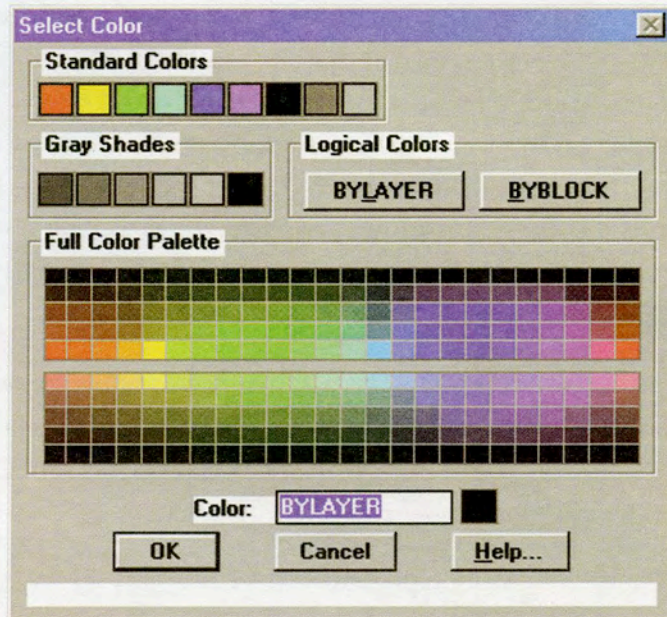 Select Color
Standard Colors
Gray Shades
Logical Colors
BYLAYER
BYBLOCK
Full Color Palette
Color: BYLAYER
OK
Cancel
Help...